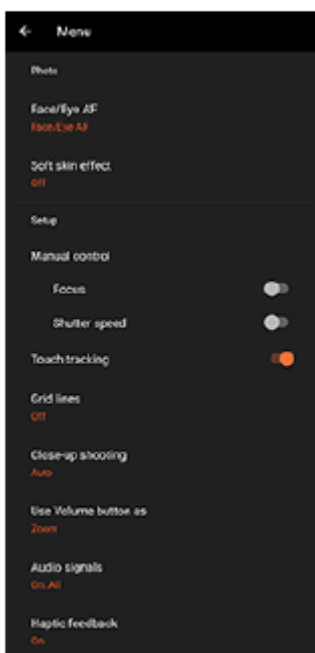 Menu
Photo
Face/Eye AF
Face/Eye AF
Soft skin effect
Off
Setup
Manual control
Focus
Shutter speed
Touch tracking
Grid lines
Off
Close-up shooting
Auto
Use Volume button as
Zoom
Audio signals
On: All
Haptic feedback
On